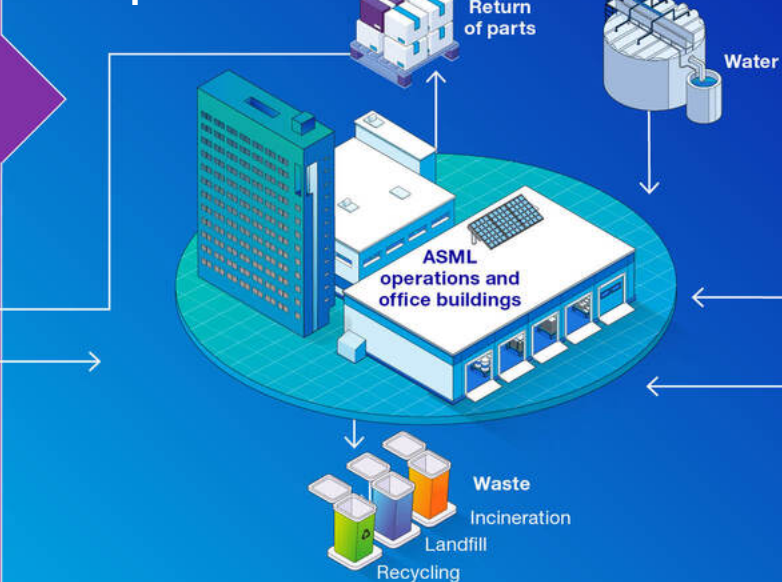 Return
of parts
Water
ASML
operations and
office buildings
Waste
Incineration
Landfill
Recycling